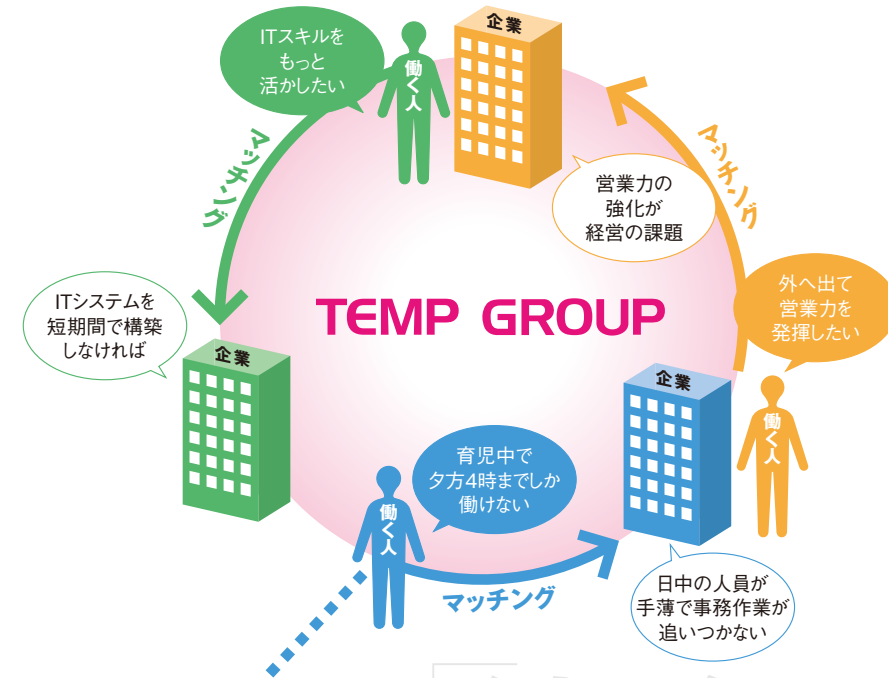 ITスキルを
もっと
活かしたい
働く人
企業
マッチング
マッチング
営業力の
強化が
経営の課題
外へ出て
営業力を
発揮したい
ITシステムを
短期間で構築
しなければ
TEMP GROUP
企業
企業
働く人
育児中で
夕方4時までしか
働けない
働く人
マッチング
日中の人員が
手薄で事務作業が
追いつかない